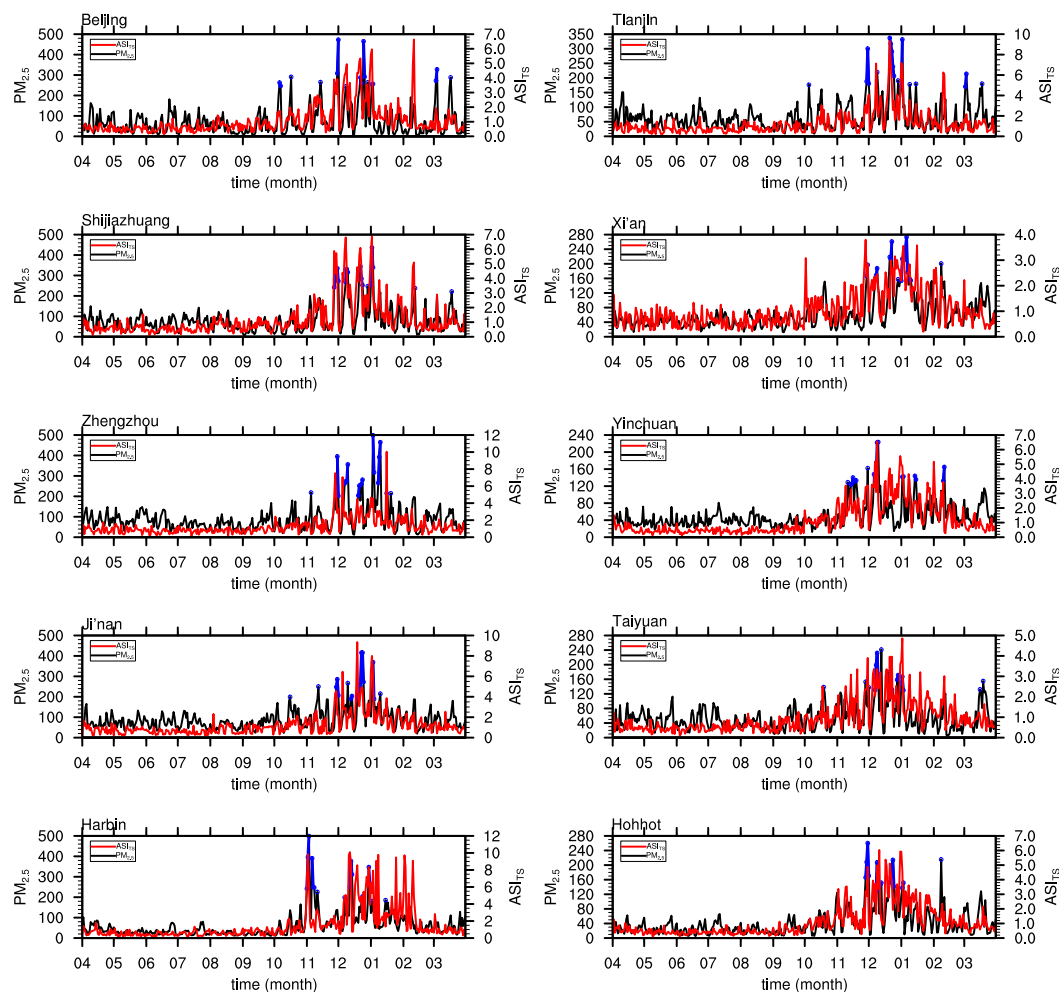 Beijing
500
400
300
200
100
0
PM2.5
ASITS
PM2.5
7.0
6.0
5.0
4.0
3.0
2.0
1.0
0.0
ASITS
04 05 06 07 08 09 10 11 12 01 02 03
time (month)
Tianjin
350
300
250
200
150
100
50
0
PM2.5
ASITS
PM2.5
10
8
6
4
2
0
ASITS
04 05 06 07 08 09 10 11 12 01 02 03
time (month)
Shijiazhuang
500
400
300
200
100
0
PM2.5
ASITS
PM2.5
7.0
6.0
5.0
4.0
3.0
2.0
1.0
0.0
ASITS
04 05 06 07 08 09 10 11 12 01 02 03
time (month)
Xi'an
280
240
200
160
120
80
40
0
PM2.5
ASITS
PM2.5
4.0
3.0
2.0
1.0
0.0
ASITS
04 05 06 07 08 09 10 11 12 01 02 03
time (month)
Zhengzhou
500
400
300
200
100
0
PM2.5
ASITS
PM2.5
12
10
8
6
4
2
0
ASITS
04 05 06 07 08 09 10 11 12 01 02 03
time (month)
Yinchuan
240
200
160
120
80
40
0
PM2.5
ASITS
PM2.5
7.0
6.0
5.0
4.0
3.0
2.0
1.0
0.0
ASITS
04 05 06 07 08 09 10 11 12 01 02 03
time (month)
Ji'nan
500
400
300
200
100
0
PM2.5
ASITS
PM2.5
10
8
6
4
2
0
ASITS
04 05 06 07 08 09 10 11 12 01 02 03
time (month)
Taiyuan
280
240
200
160
120
80
40
0
PM2.5
ASITS
PM2.5
5.0
4.0
3.0
2.0
1.0
0.0
ASITS
04 05 06 07 08 09 10 11 12 01 02 03
time (month)
Harbin
500
400
300
200
100
0
PM2.5
ASITS
PM2.5
12
10
8
6
4
2
0
ASITS
04 05 06 07 08 09 10 11 12 01 02 03
time (month)
Hohhot
280
240
200
160
120
80
40
0
PM2.5
ASITS
PM2.5
7.0
6.0
5.0
4.0
3.0
2.0
1.0
0.0
ASITS
04 05 06 07 08 09 10 11 12 01 02 03
time (month)